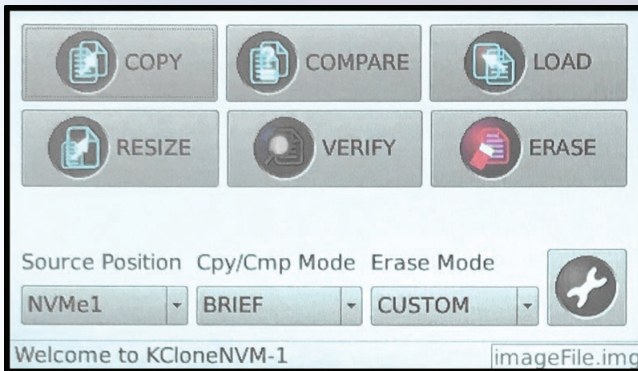 COPY COMPARE LOAD
RESIZE VERIFY ERASE
Source Position Cpy/Cmp Mode Erase Mode
NVMe1 BRIEF CUSTOM
Welcome to KCloneNVM-1 imageFile.img